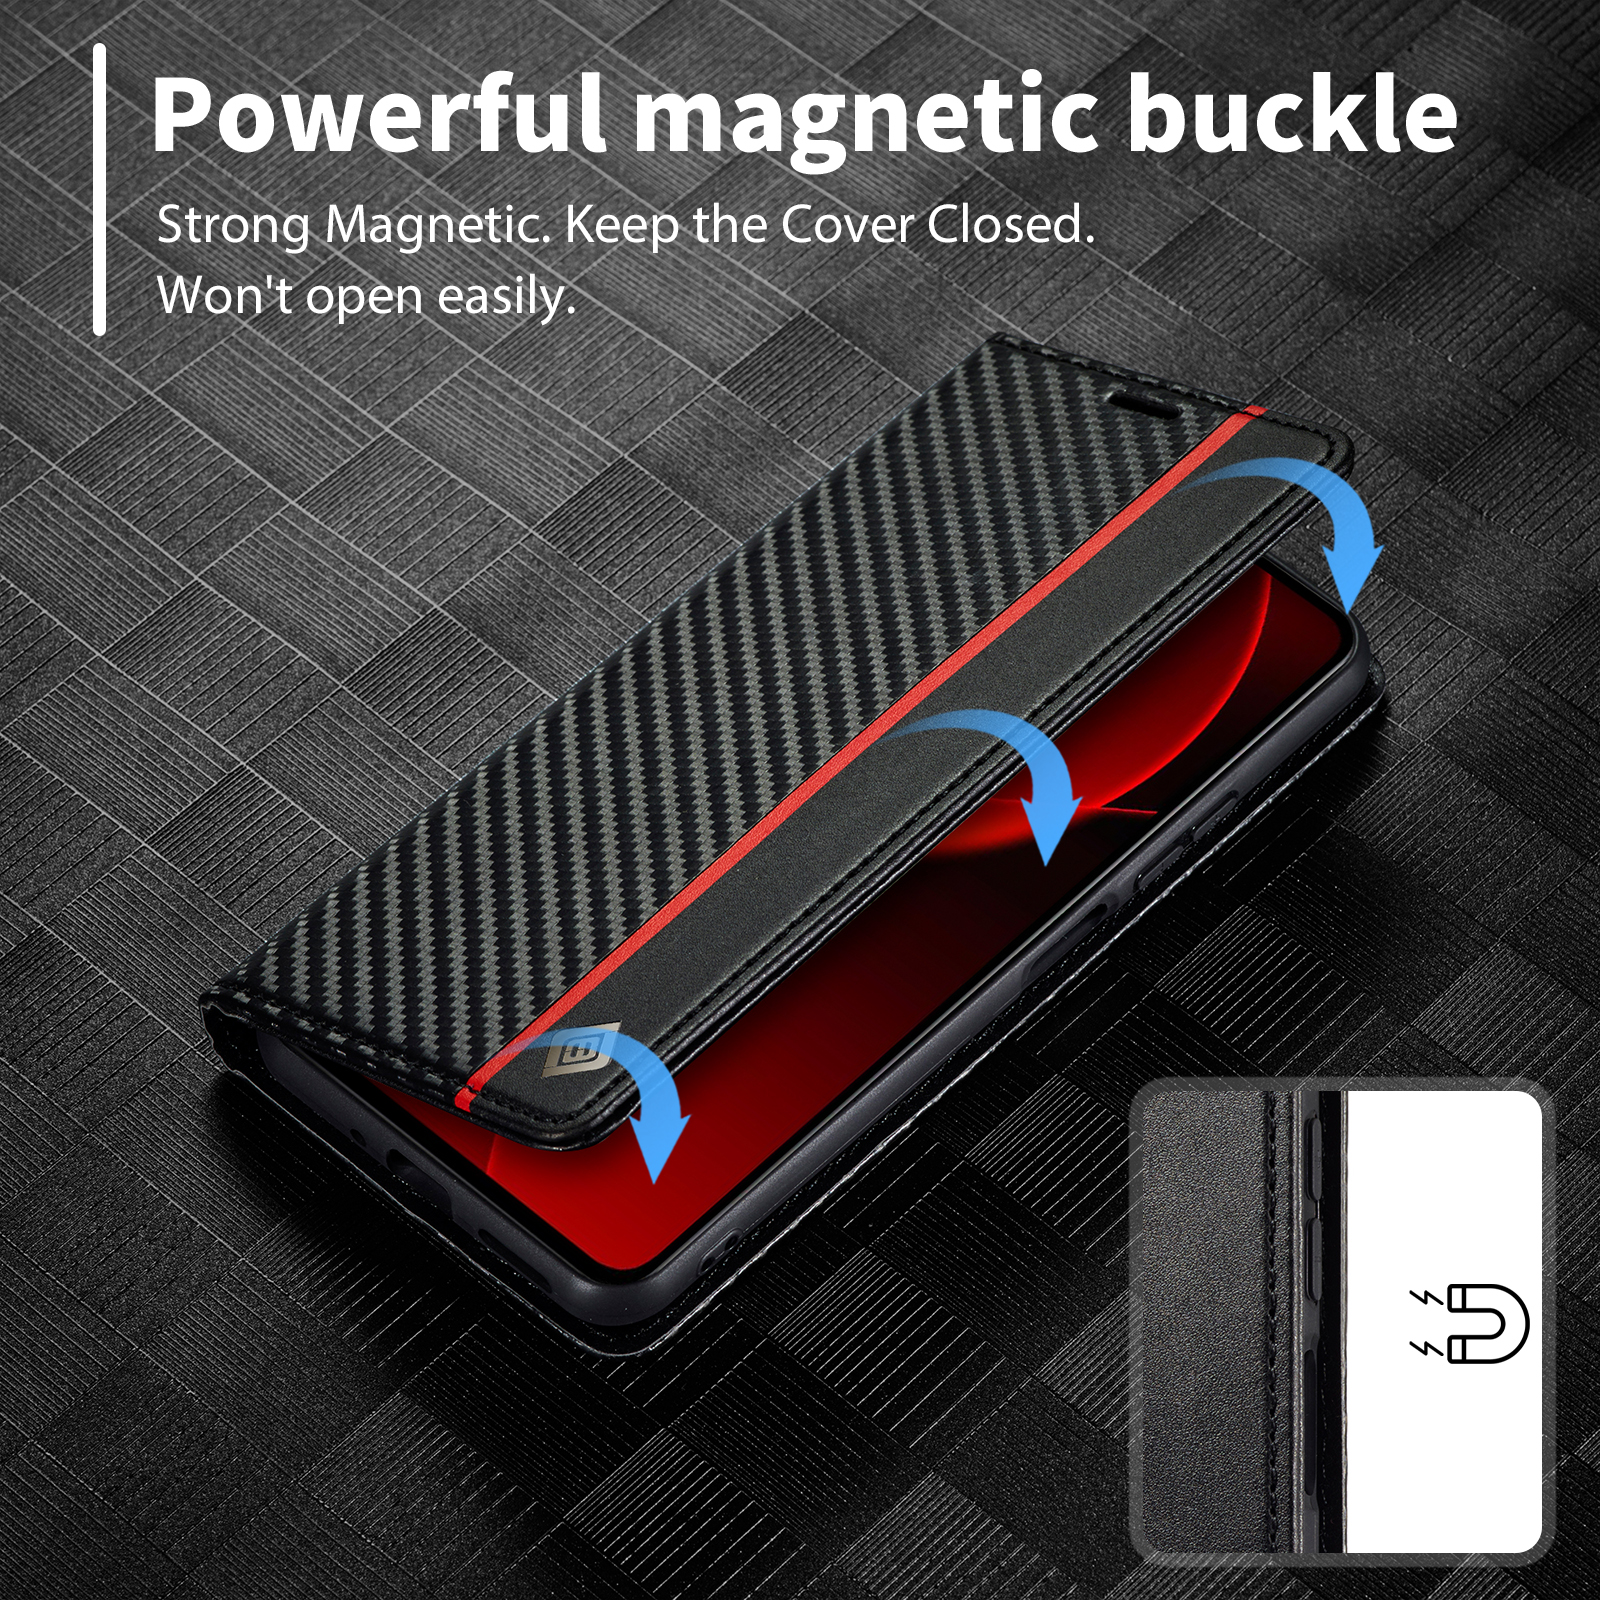 Powerful magnetic buckle
Strong Magnetic. Keep the Cover Closed.
Won't open easily.